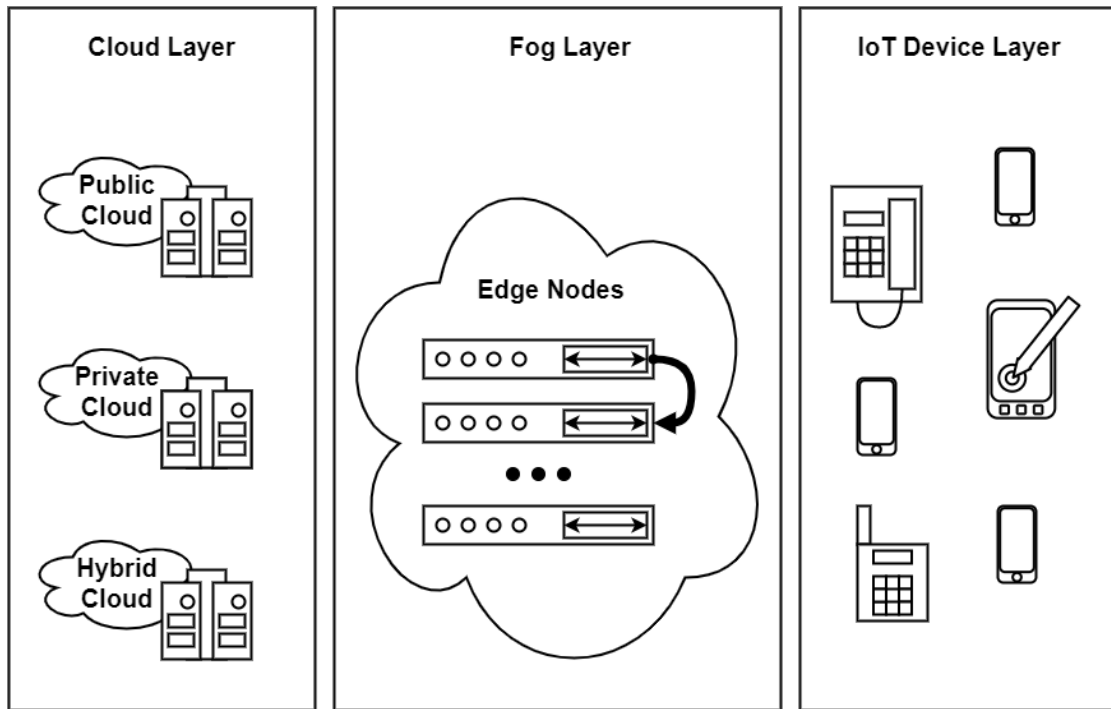 Cloud Layer
Public
Cloud
Private
Cloud
Hybrid
Cloud
Fog Layer
Edge Nodes
IoT Device Layer